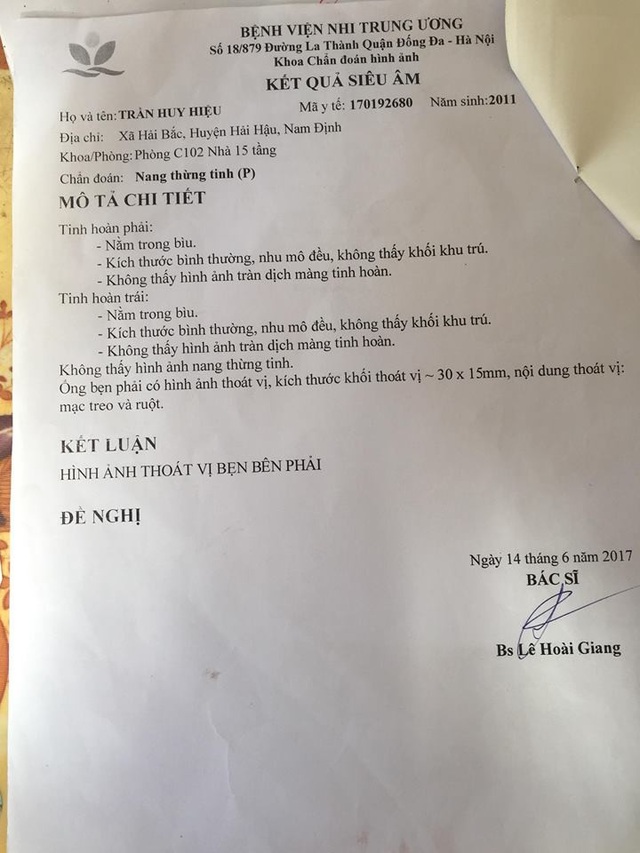 BỆNH VIỆN NHI TRUNG ƯƠNG
Số 18/879 Đường La Thành Quận Đống Đa - Hà Nội
Khoa Chẩn đoán hình ảnh
KẾT QUẢ SIÊU ÂM
Họ và tên: TRẦN HUY HIỆU Mã y tế: 170192680 Năm sinh: 2011
Địa chỉ: Xã Hải Bắc, Huyện Hải Hậu, Nam Định
Khoa/Phòng: Phòng C102 Nhà 15 tầng
Chẩn đoán: Nang thừng tinh (P)
MÔ TẢ CHI TIẾT
Tinh hoàn phải:
- Nằm trong bìu.
- Kích thước bình thường, nhu mô đều, không thấy khối khu trú.
- Không thấy hình ảnh tràn dịch màng tinh hoàn.
Tinh hoàn trái:
- Nằm trong bìu.
- Kích thước bình thường, nhu mô đều, không thấy khối khu trú.
- Không thấy hình ảnh tràn dịch màng tinh hoàn.
Không thấy hình ảnh nang thừng tinh.
Ống bẹn phải có hình ảnh thoát vị, kích thước khối thoát vị ~ 30 x 15mm, nội dung thoát vị:
mạc treo và ruột.
KẾT LUẬN
HÌNH ẢNH THOÁT VỊ BẸN BÊN PHẢI
ĐỀ NGHỊ
Ngày 14 tháng 6 năm 2017
BÁC SĨ
Bs Lê Hoài Giang